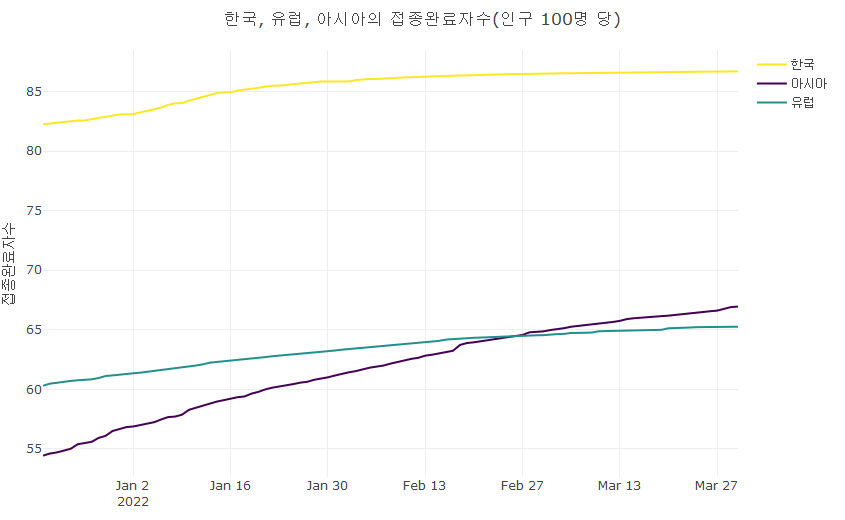 한국, 유럽, 아시아의 접종완료자수(인구 100명 당)
한국
아시아
유럽
접종완료자수
85
80
75
70
65
60
55
Jan 2
2022
Jan 16
Jan 30
Feb 13
Feb 27
Mar 13
Mar 27